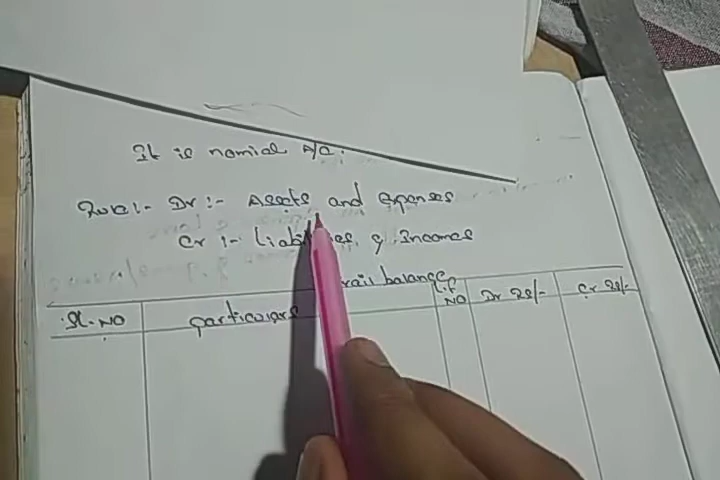 It is nomial A/C.
Rule:- Dr :- Assets and Expenses
Cr :- Liabilities & Incomes
Trail balance
Sl. No particulars L.F NO Dr Rs/- Cr Rs/-